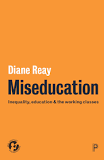 Diane Reay
Miseducation
Inequality, education & the working classes